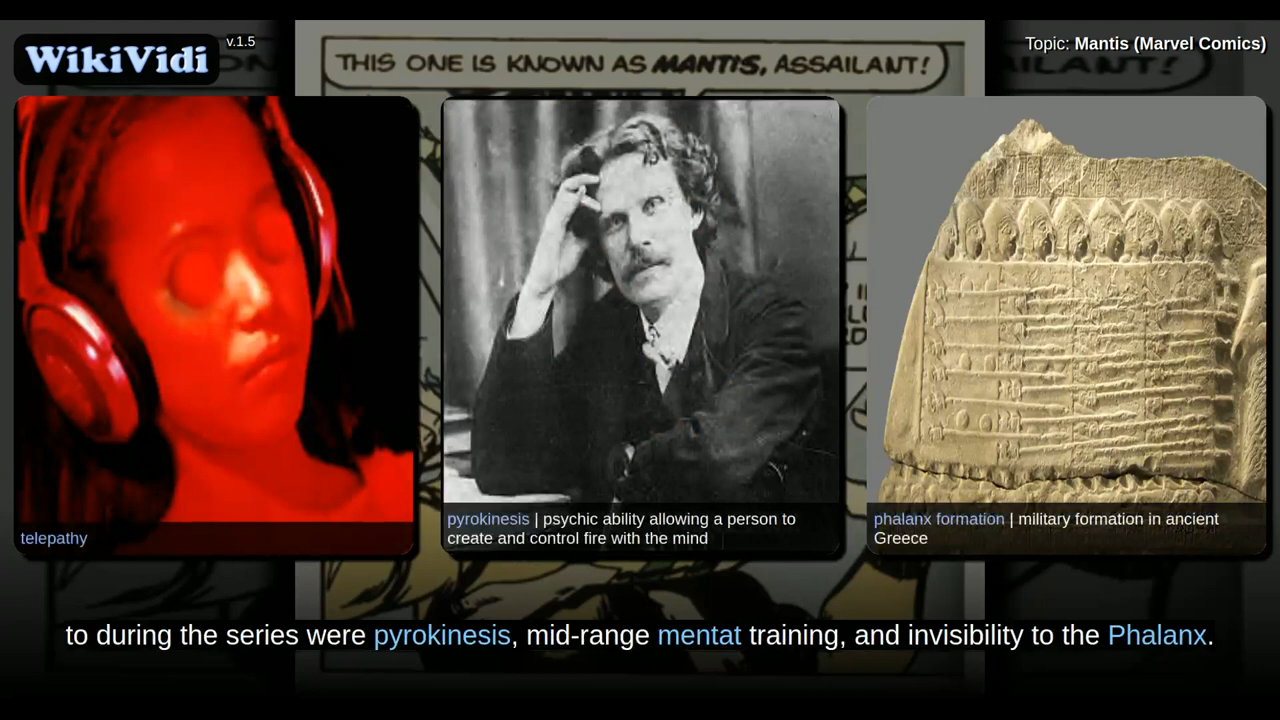 WikiVidi
v.1.5
Topic: Mantis (Marvel Comics)
THIS ONE IS KNOWN AS MANTIS, ASSAILANT!
telepathy
pyrokinesis | psychic ability allowing a person to
create and control fire with the mind
phalanx formation | military formation in ancient
Greece
to during the series were pyrokinesis, mid-range mentat training, and invisibility to the Phalanx.